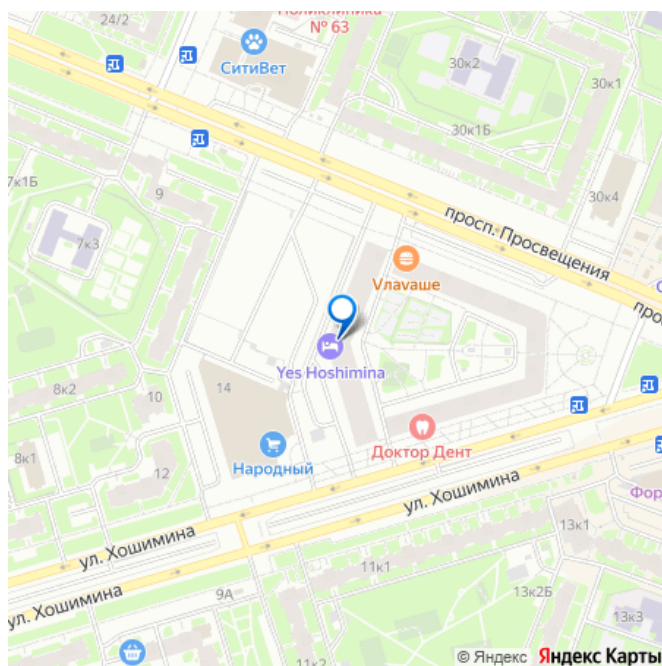 24/2
Поликлиника
№ 63
СитиВет
30к2
30к1
7к1Б
9
30к1Б
7к3
30к4
просп. Просвещения
Vлаvаше
Yes Hoshimina
8к2
10
14
8к1
12
Народный
Доктор Дент
ул. Хошимина
ул. Хошимина
13к1
11к1
9А
13к2Б
ул. Хошимина
11к2
13к3
© Яндекс Яндекс Карты